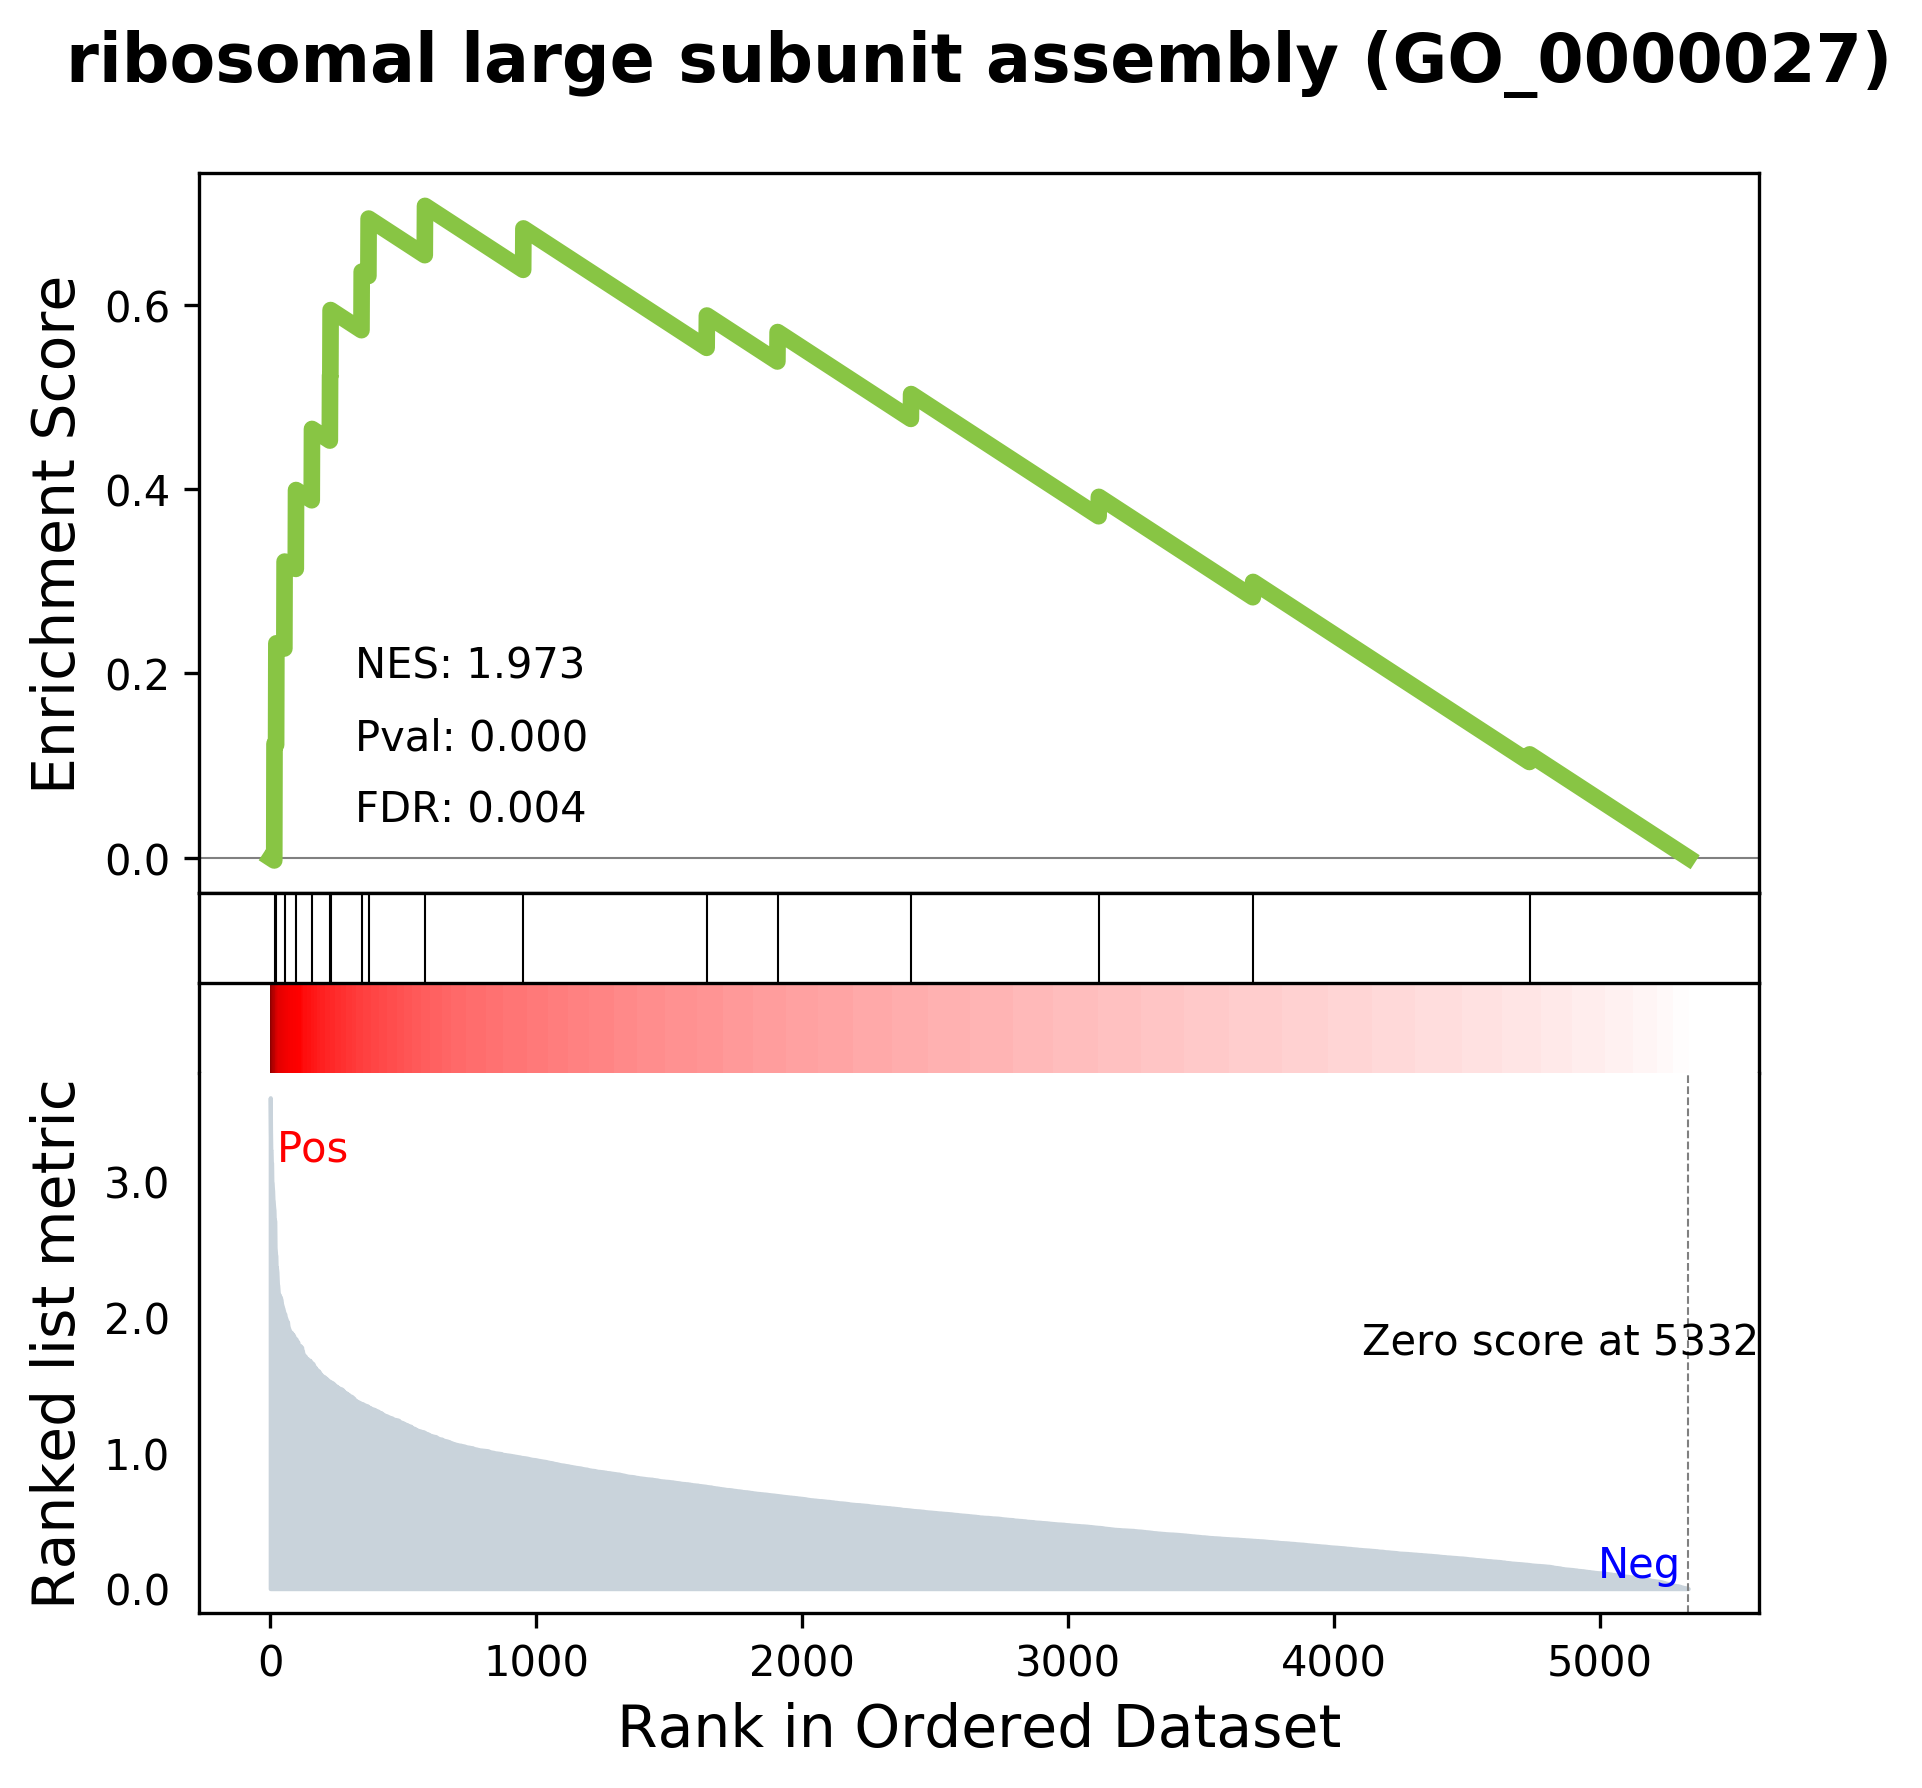 ribosomal large subunit assembly (GO_0000027)
Enrichment Score
0.6
0.4
0.2
0.0
NES: 1.973
Pval: 0.000
FDR: 0.004
Ranked list metric
3.0
2.0
1.0
0.0
Pos
Zero score at 5332
Neg
0 1000 2000 3000 4000 5000
Rank in Ordered Dataset